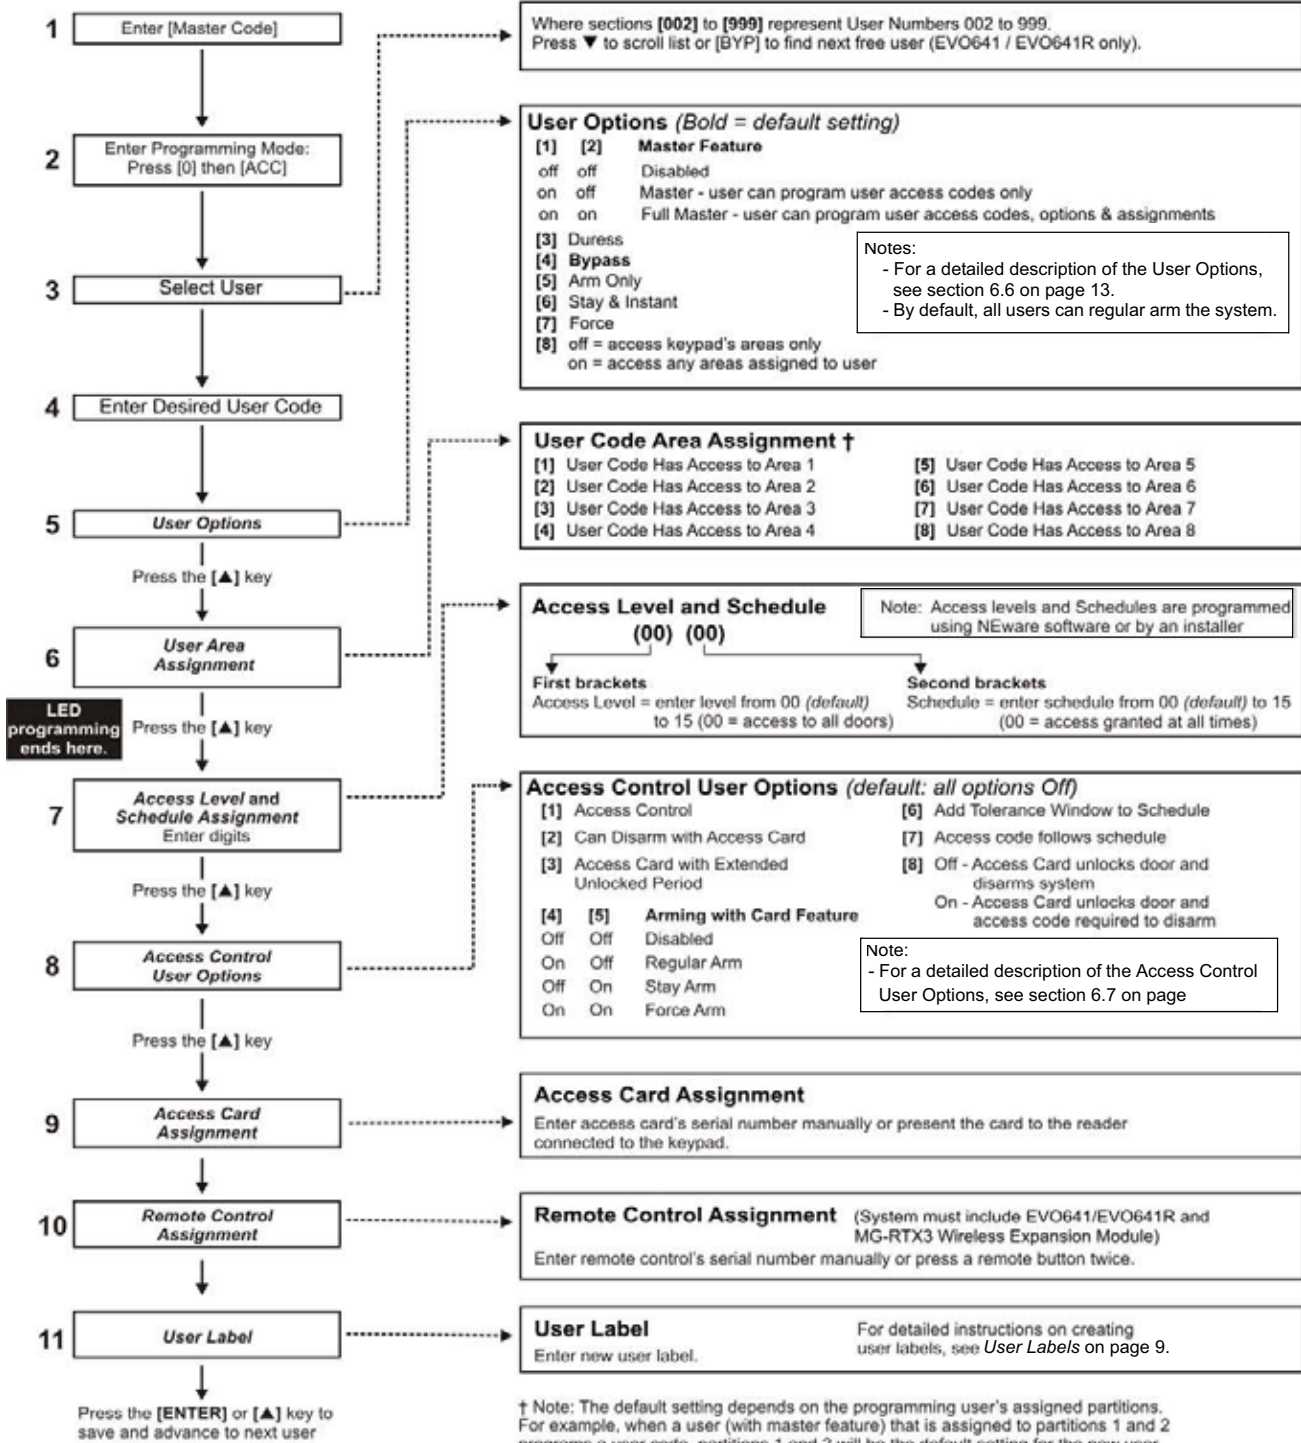 1
Enter [Master Code]
Where sections [002] to [999] represent User Numbers 002 to 999.
Press ▼ to scroll list or [BYP] to find next free user (EVO641 / EVO641R only).
2
Enter Programming Mode:
Press [0] then [ACC]
User Options (Bold = default setting)
[1] [2] Master Feature
off off Disabled
on off Master - user can program user access codes only
on on Full Master - user can program user access codes, options & assignments
[3] Duress
[4] Bypass
[5] Arm Only
[6] Stay & Instant
[7] Force
[8] off = access keypad's areas only
on = access any areas assigned to user
Notes:
- For a detailed description of the User Options,
see section 6.6 on page 13.
- By default, all users can regular arm the system.
3
Select User
4
Enter Desired User Code
User Code Area Assignment †
[1] User Code Has Access to Area 1
[2] User Code Has Access to Area 2
[3] User Code Has Access to Area 3
[4] User Code Has Access to Area 4
[5] User Code Has Access to Area 5
[6] User Code Has Access to Area 6
[7] User Code Has Access to Area 7
[8] User Code Has Access to Area 8
5
User Options
Press the [▲] key
6
User Area
Assignment
Access Level and Schedule
(00) (00)
Note: Access levels and Schedules are programmed
using NEware software or by an installer
First brackets
Access Level = enter level from 00 (default)
to 15 (00 = access to all doors)
Second brackets
Schedule = enter schedule from 00 (default) to 15
(00 = access granted at all times)
LED
programming
ends here.
Press the [▲] key
7
Access Level and
Schedule Assignment
Enter digits
Access Control User Options (default: all options Off)
[1] Access Control
[2] Can Disarm with Access Card
[3] Access Card with Extended
Unlocked Period
[4] [5] Arming with Card Feature
Off Off Disabled
On Off Regular Arm
Off On Stay Arm
On On Force Arm
[6] Add Tolerance Window to Schedule
[7] Access code follows schedule
[8] Off - Access Card unlocks door and
disarms system
On - Access Card unlocks door and
access code required to disarm
Note:
- For a detailed description of the Access Control
User Options, see section 6.7 on page
Press the [▲] key
8
Access Control
User Options
Press the [▲] key
9
Access Card
Assignment
Access Card Assignment
Enter access card's serial number manually or present the card to the reader
connected to the keypad.
10
Remote Control
Assignment
Remote Control Assignment (System must include EVO641/EVO641R and
MG-RTX3 Wireless Expansion Module)
Enter remote control's serial number manually or press a remote button twice.
11
User Label
User Label
Enter new user label.
For detailed instructions on creating
user labels, see User Labels on page 9.
Press the [ENTER] or [▲] key to
save and advance to next user
† Note: The default setting depends on the programming user's assigned partitions.
For example, when a user (with master feature) that is assigned to partitions 1 and 2
programs a user code, partitions 1 and 2 will be the default setting for the new user